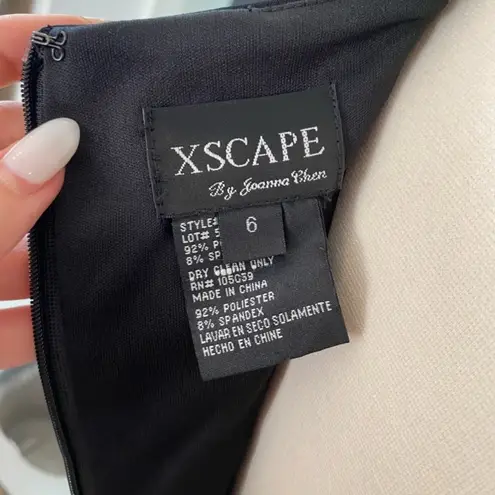 XSCAPE
By Joanna Chen
6
STYLE#
LOT# 5
92% P
8% SP
DRY CLEAN ONLY
RN# 105039
MADE IN CHINA
92% POLIESTER
8% SPANDEX
LAVAR EN SECO SOLAMENTE
HECHO EN CHINE